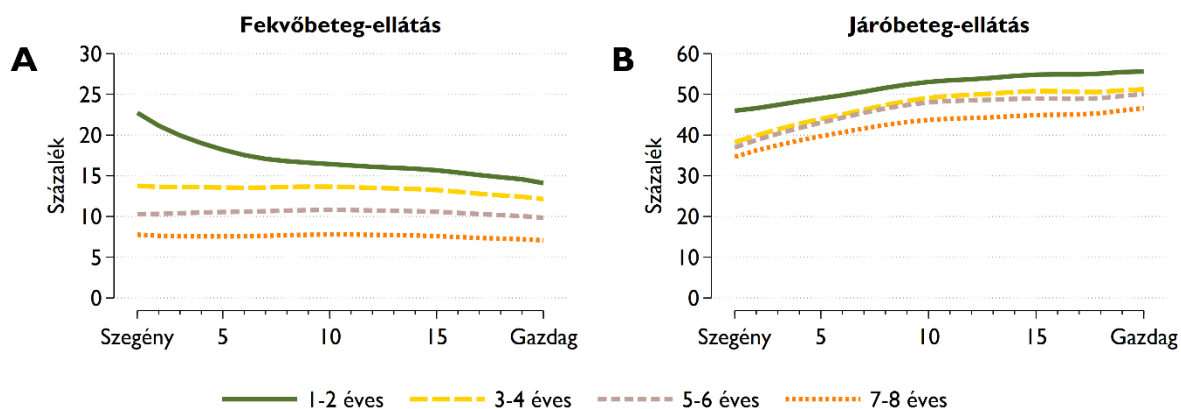 Fekvőbeteg-ellátás
A
Százalék
30
25
20
15
10
5
0
Szegény 5 10 15 Gazdag
Járóbeteg-ellátás
B
Százalék
60
50
40
30
20
10
0
Szegény 5 10 15 Gazdag
1-2 éves 3-4 éves 5-6 éves 7-8 éves